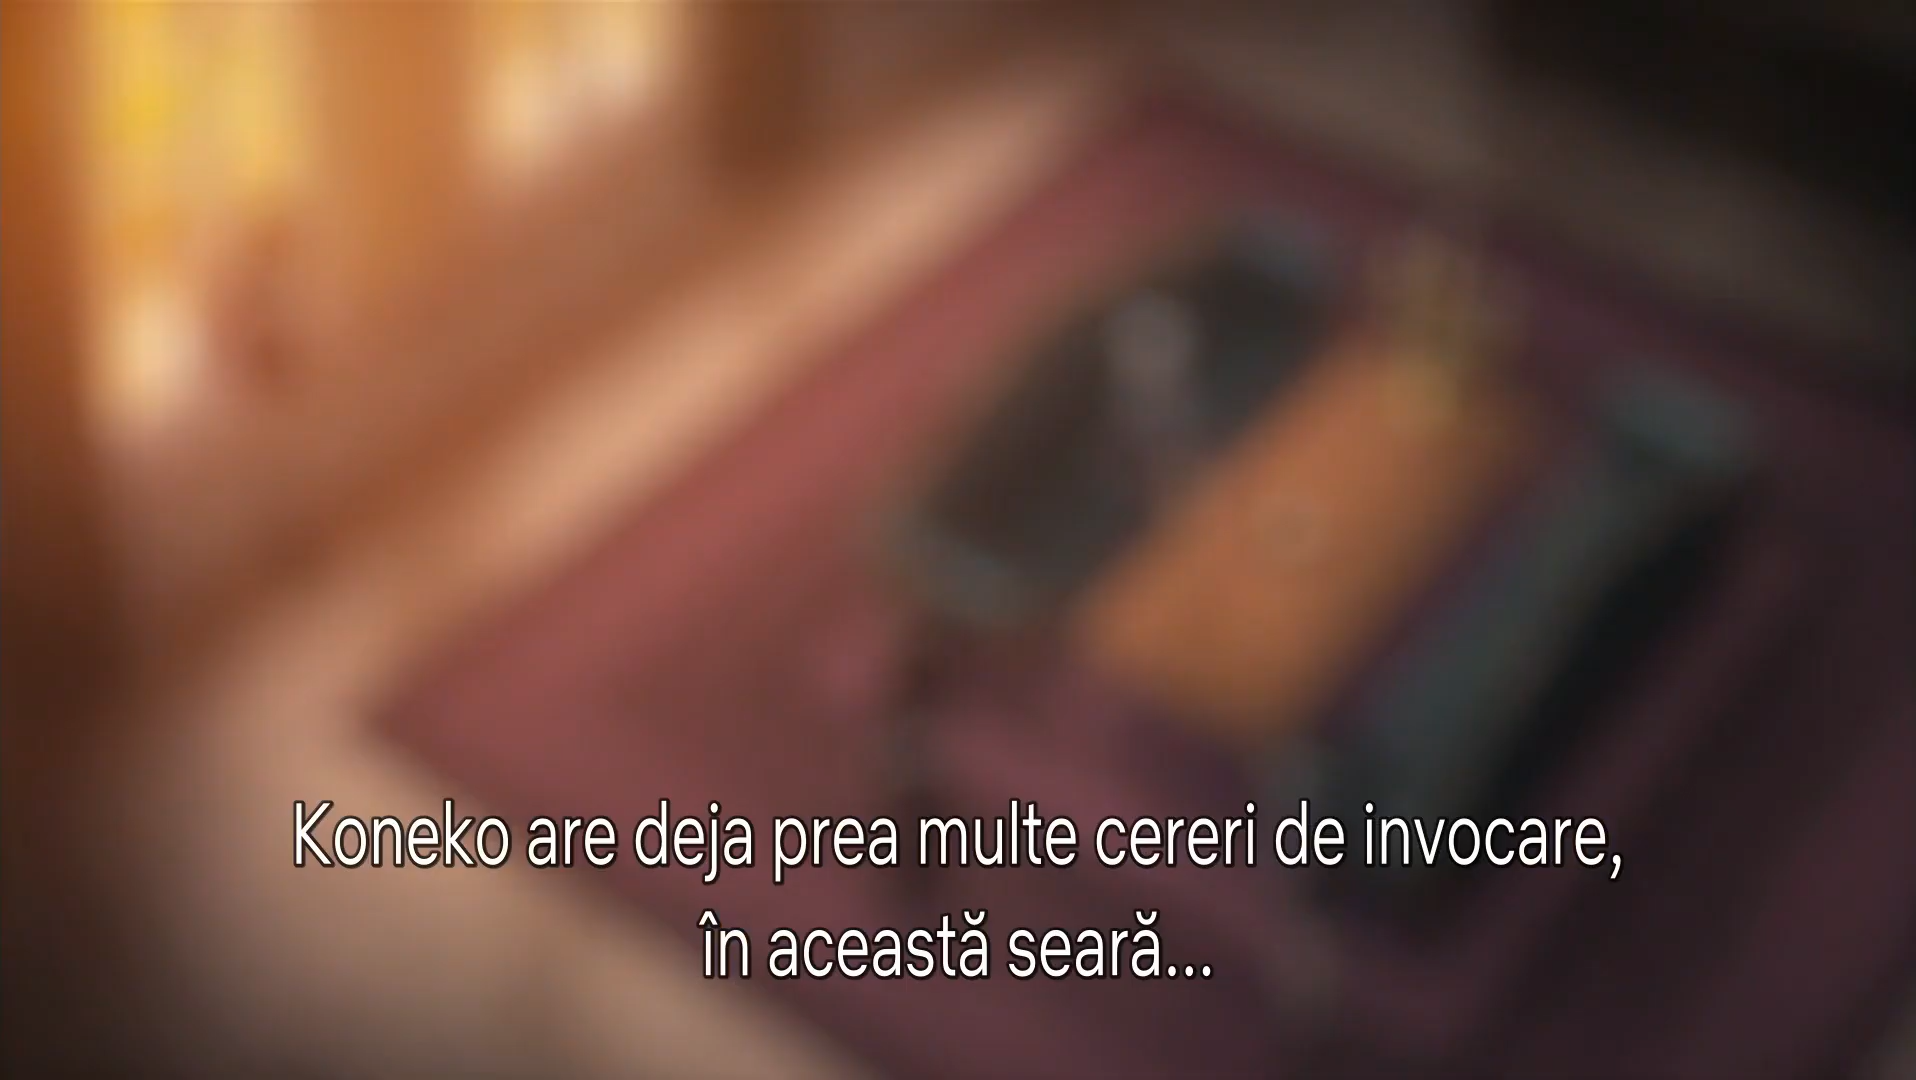 Koneko are deja prea multe cereri de invocare,
în această seară...